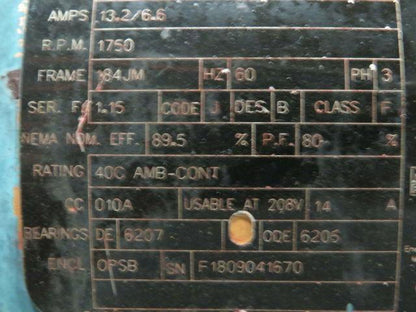 AMPS 13.2/6.6
R.P.M. 1750
FRAME 184JM HZ 60 PH 3
SER. F. 1.15 CODE J DES. B CLASS F
NEMA NOM. EFF. 89.5 % P.F. 80 %
RATING 40C AMB-CONT
CC 010A USABLE AT 208V 14 A
BEARINGS DE 6207 ODE 6206
ENCL OPSB SN F1809041670